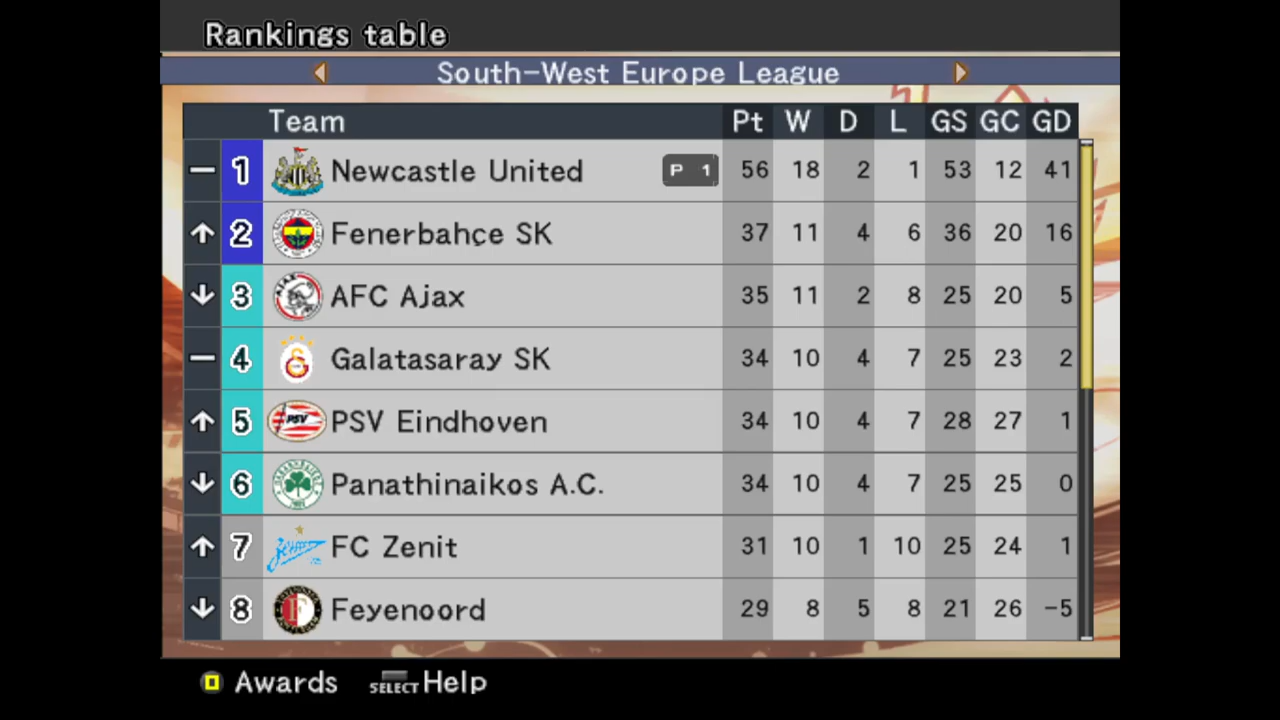 Rankings table
South-West Europe League
Team Pt W D L GS GC GD
1 Newcastle United P 1 56 18 2 1 53 12 41
2 Fenerbahçe SK 37 11 4 6 36 20 16
3 AFC Ajax 35 11 2 8 25 20 5
4 Galatasaray SK 34 10 4 7 25 23 2
5 PSV Eindhoven 34 10 4 7 28 27 1
6 Panathinaikos A.C. 34 10 4 7 25 25 0
7 FC Zenit 31 10 1 10 25 24 1
8 Feyenoord 29 8 5 8 21 26 -5
Awards SELECT Help